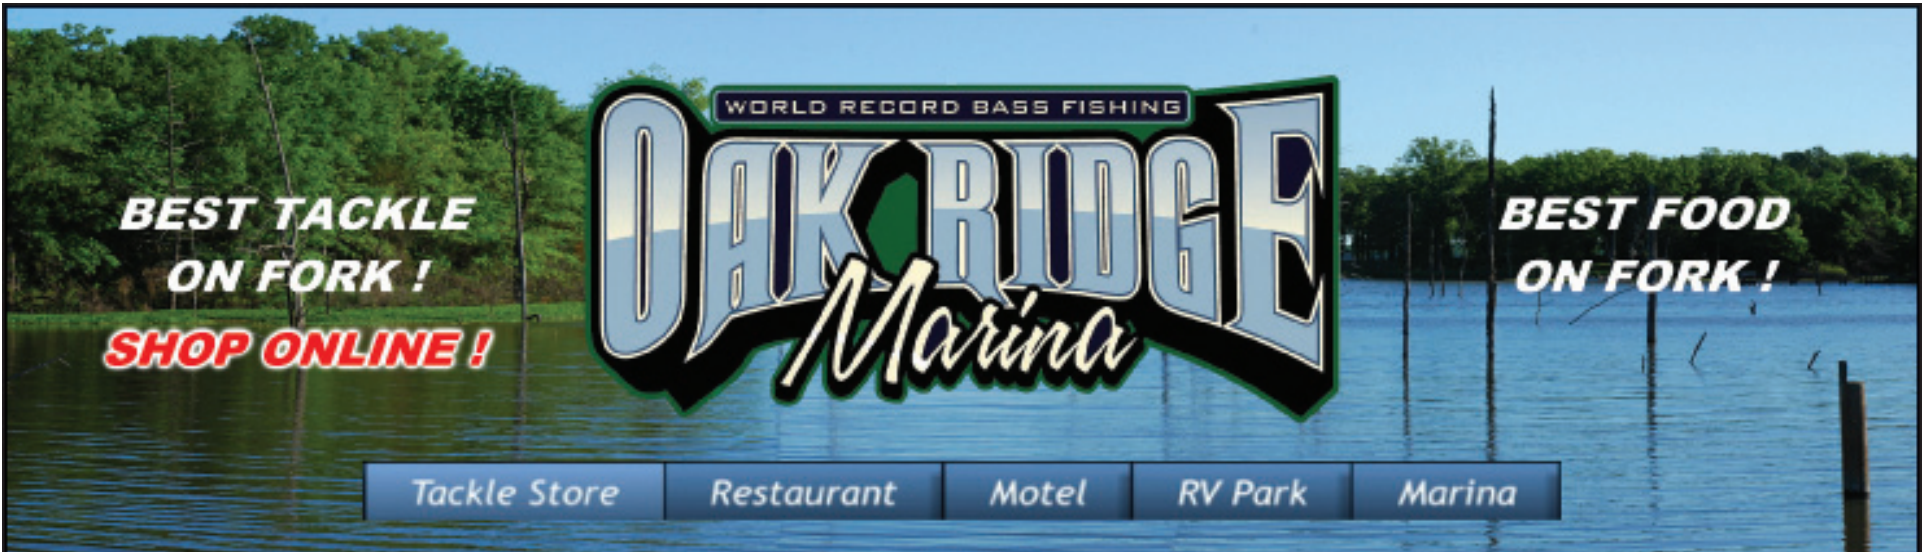 WORLD RECORD BASS FISHING
OAK RIDGE
Marina
BEST TACKLE
ON FORK !
SHOP ONLINE !
BEST FOOD
ON FORK !
Tackle Store
Restaurant
Motel
RV Park
Marina